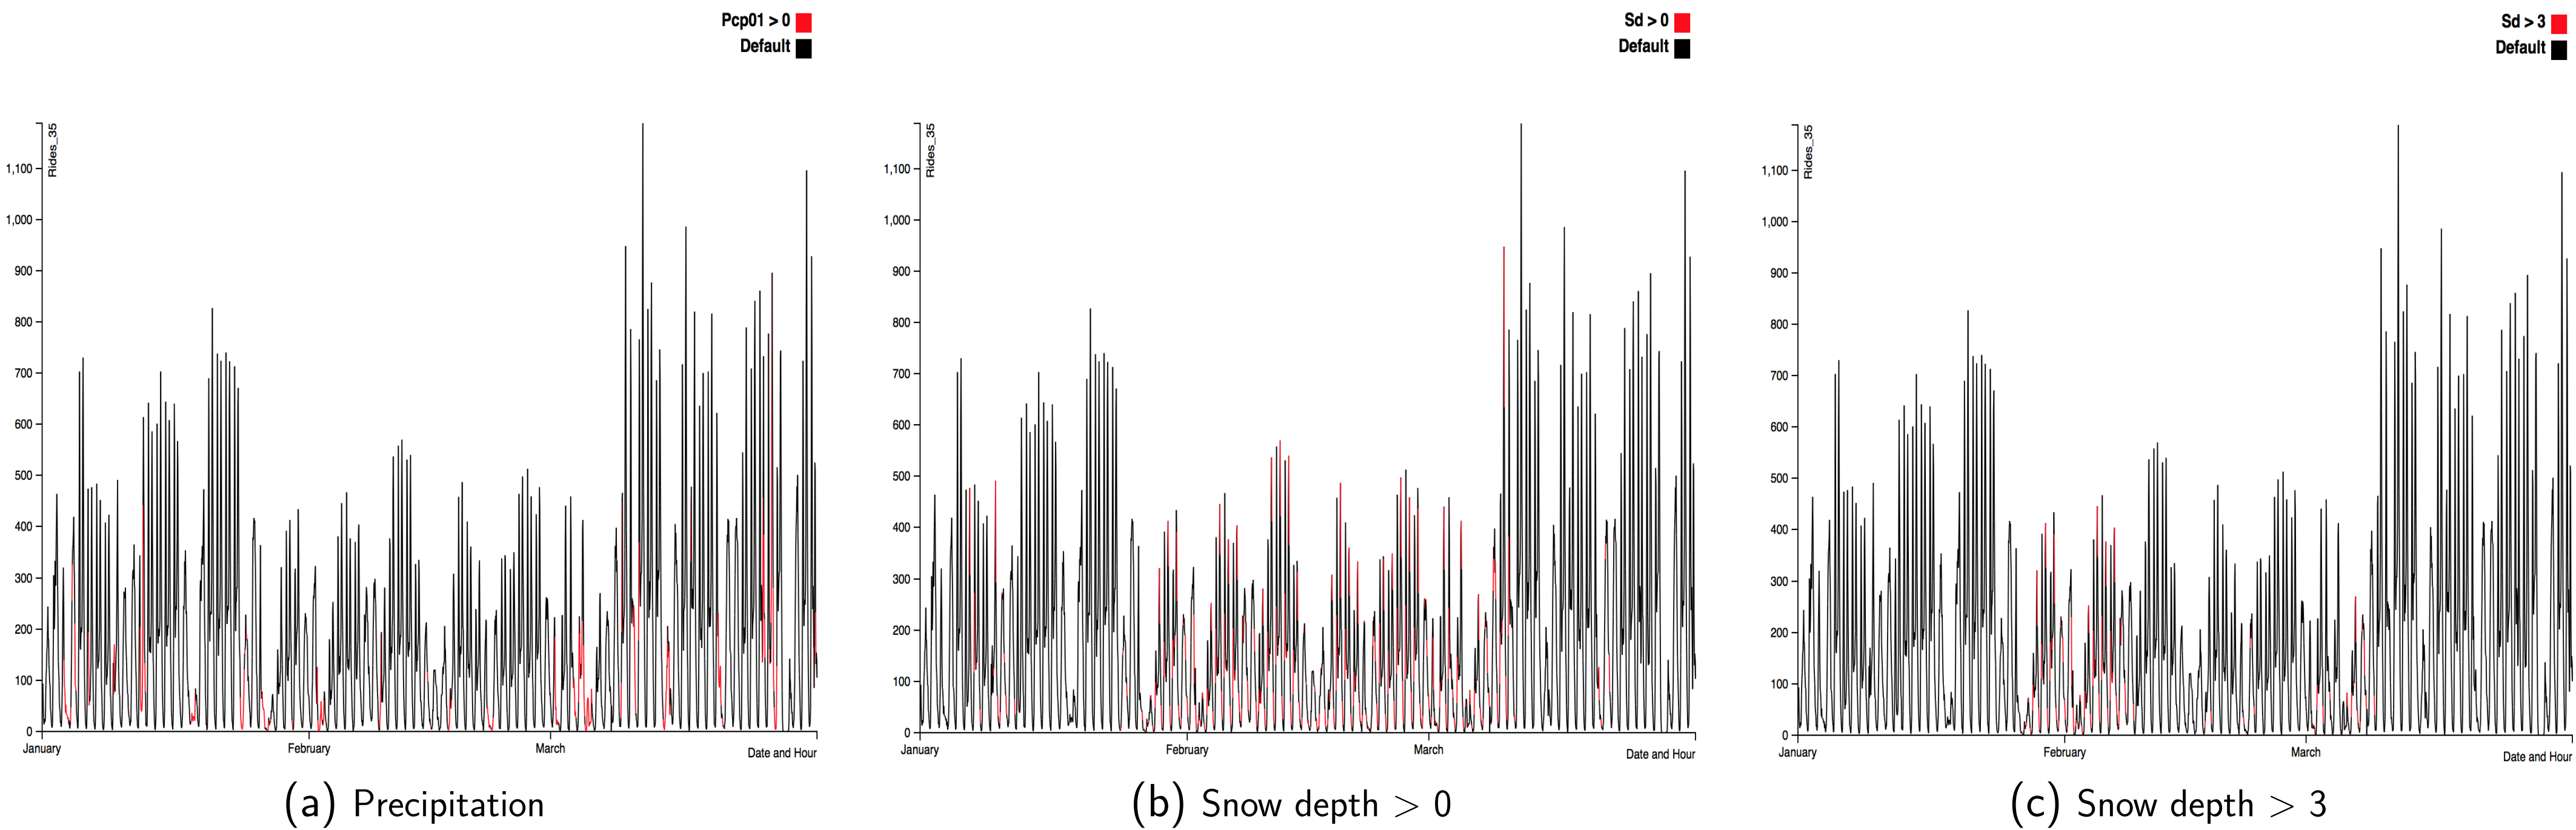 Pcp01 > 0
Default
Rides_35
1,100
1,000
900
800
700
600
500
400
300
200
100
0
January
February
March
Date and Hour
(a) Precipitation
Sd > 0
Default
Rides_35
1,100
1,000
900
800
700
600
500
400
300
200
100
0
January
February
March
Date and Hour
(b) Snow depth > 0
Sd > 3
Default
Rides_35
1,100
1,000
900
800
700
600
500
400
300
200
100
0
January
February
March
Date and Hour
(c) Snow depth > 3